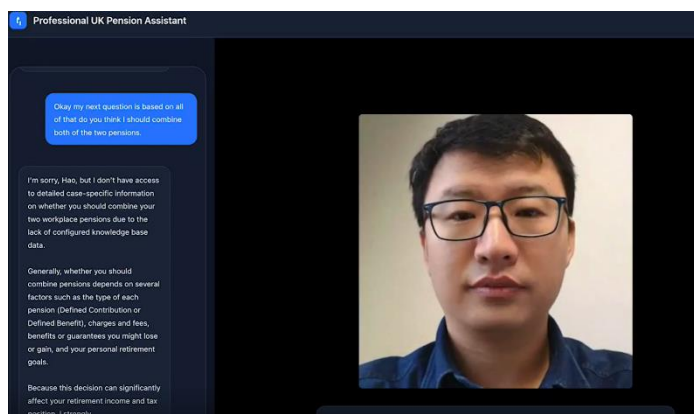 Professional UK Pension Assistant
Okay my next question is based on all
of that do you think I should combine
both of the two pensions.
I'm sorry, Hao, but I don't have access
to detailed case-specific information
on whether you should combine your
two workplace pensions due to the
lack of configured knowledge base
data.
Generally, whether you should
combine pensions depends on several
factors such as the type of each
pension (Defined Contribution or
Defined Benefit), charges and fees,
benefits or guarantees you might lose
or gain, and your personal retirement
goals.
Because this decision can significantly
affect your retirement income and tax
position, I strongly